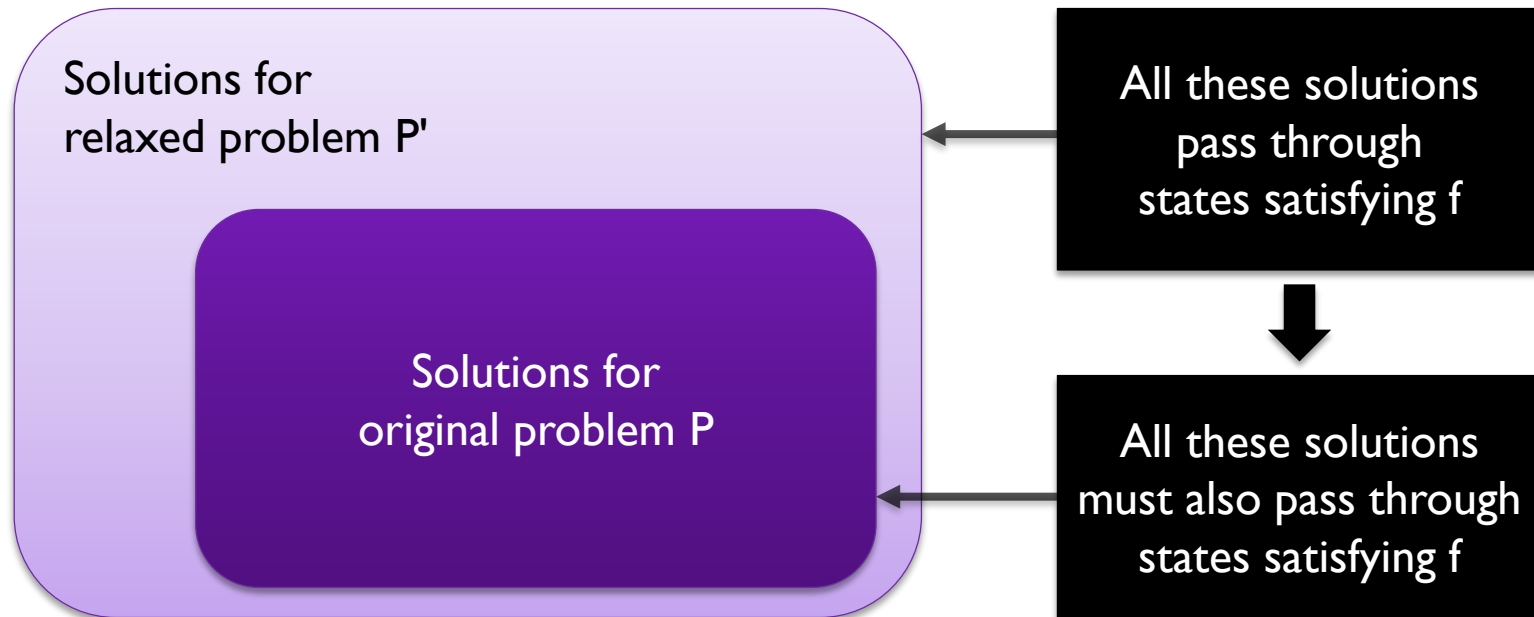 Solutions for
relaxed problem P'
Solutions for
original problem P
All these solutions
pass through
states satisfying f
All these solutions
must also pass through
states satisfying f